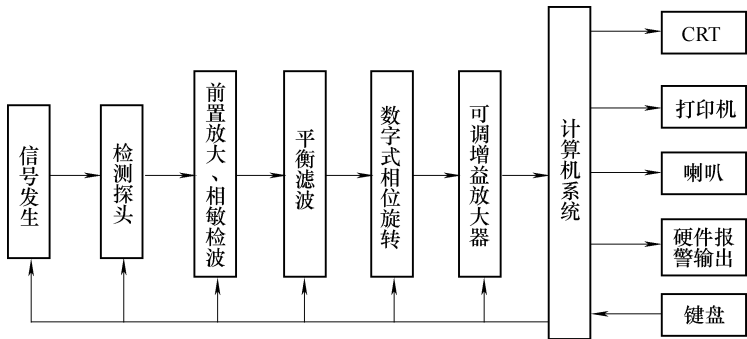 信号发生
检测探头
前置放大、相敏检波
平衡滤波
数字式相位旋转
可调增益放大器
计算机系统
CRT
打印机
喇叭
硬件报
警输出
键盘